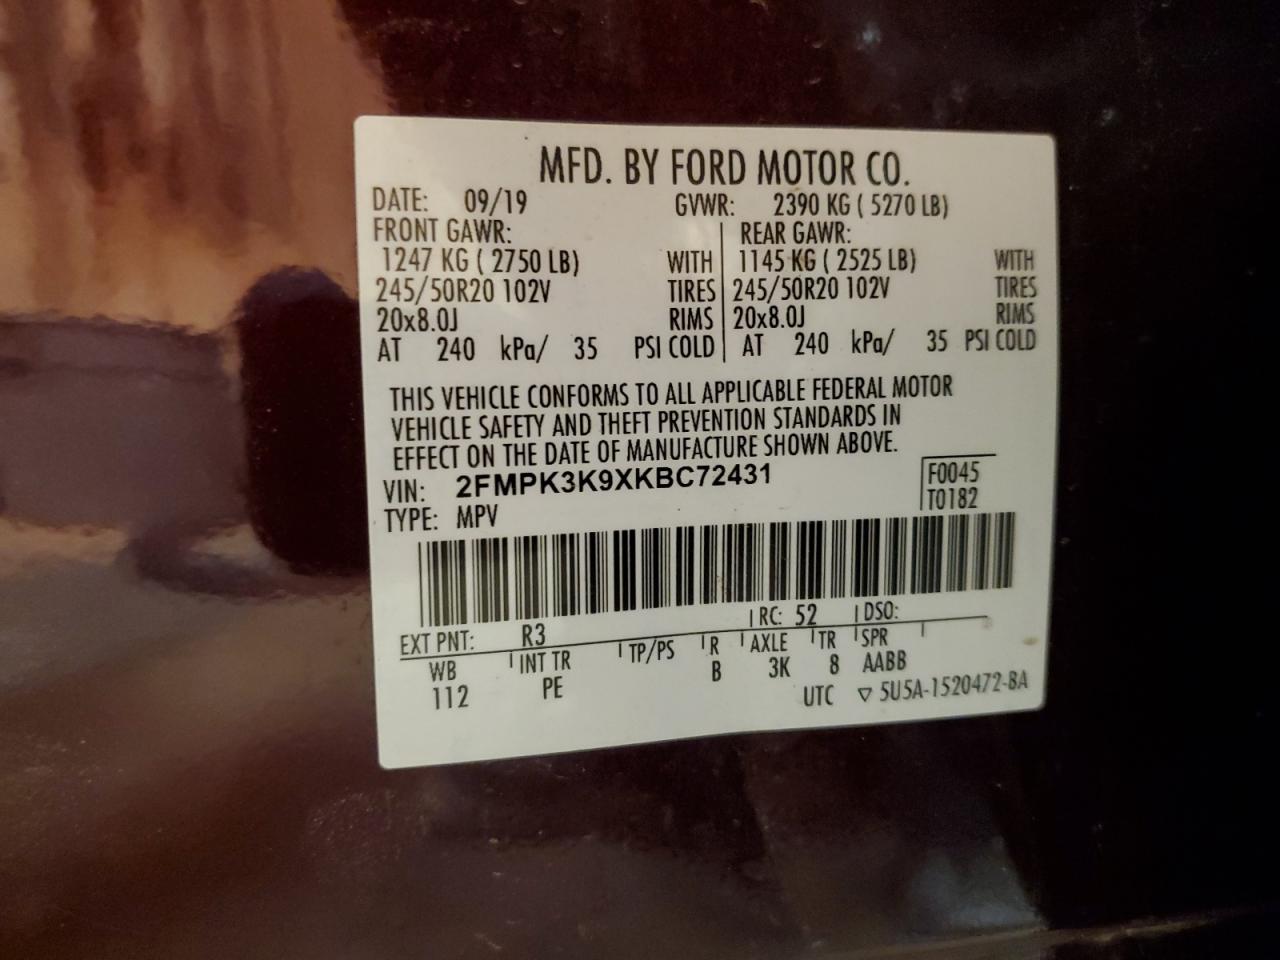 MFD. BY FORD MOTOR CO.
DATE: 09/19 GVWR: 2390 KG ( 5270 LB)
FRONT GAWR: REAR GAWR:
1247 KG ( 2750 LB) WITH 1145 KG ( 2525 LB) WITH
245/50R20 102V TIRES 245/50R20 102V TIRES
20x8.0J RIMS 20x8.0J RIMS
AT 240 kPa/ 35 PSI COLD AT 240 kPa/ 35 PSI COLD
THIS VEHICLE CONFORMS TO ALL APPLICABLE FEDERAL MOTOR
VEHICLE SAFETY AND THEFT PREVENTION STANDARDS IN
EFFECT ON THE DATE OF MANUFACTURE SHOWN ABOVE.
VIN: 2FMPK3K9XKBC72431 F0045
TYPE: MPV T0182
EXT PNT: R3 RC: 52 DSO:
WB INT TR TP/PS R AXLE TR SPR
112 PE B 3K 8 AABB
UTC ▽ 5U5A-1520472-BA